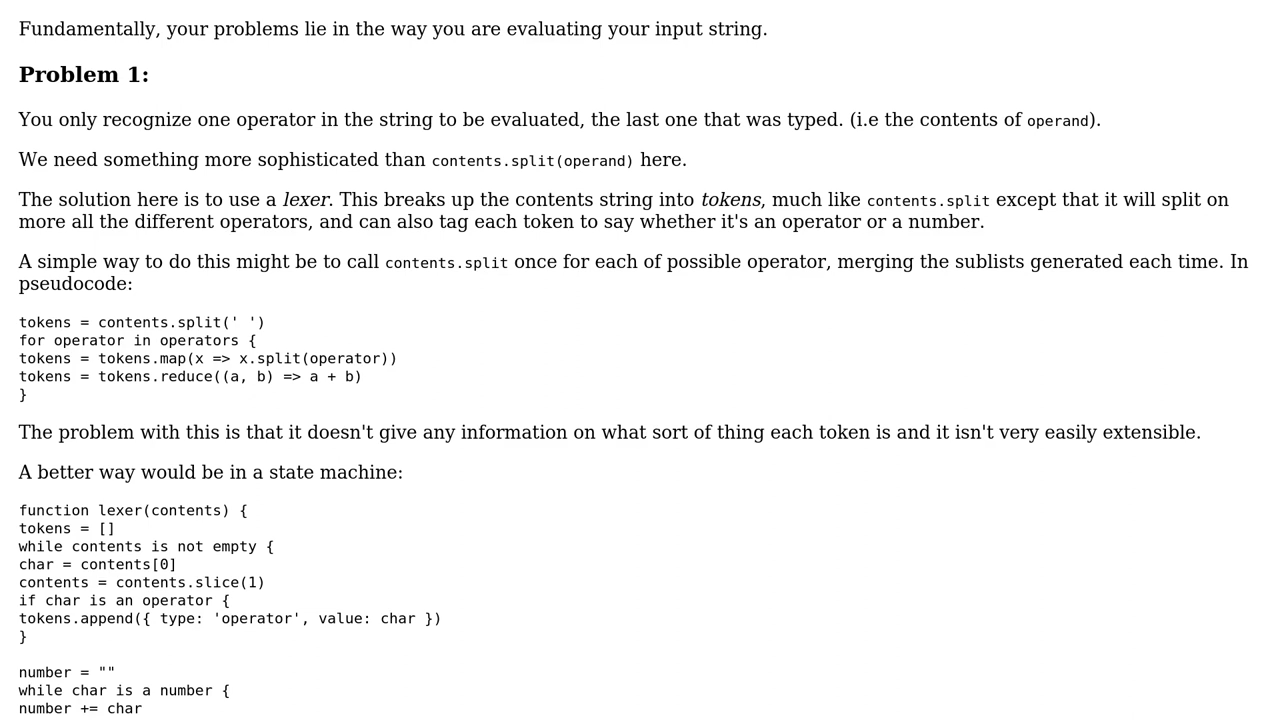 Fundamentally, your problems lie in the way you are evaluating your input string.
Problem 1:
You only recognize one operator in the string to be evaluated, the last one that was typed. (i.e the contents of operand).
We need something more sophisticated than contents.split(operand) here.
The solution here is to use a lexer. This breaks up the contents string into tokens, much like contents.split except that it will split on
more all the different operators, and can also tag each token to say whether it's an operator or a number.
A simple way to do this might be to call contents.split once for each of possible operator, merging the sublists generated each time. In
pseudocode:
tokens = contents.split(' ')
for operator in operators {
tokens = tokens.map(x => x.split(operator))
tokens = tokens.reduce((a, b) => a + b)
}
The problem with this is that it doesn't give any information on what sort of thing each token is and it isn't very easily extensible.
A better way would be in a state machine:
function lexer(contents) {
tokens = []
while contents is not empty {
char = contents[0]
contents = contents.slice(1)
if char is an operator {
tokens.append({ type: 'operator', value: char })
}
number = ""
while char is a number {
number += char